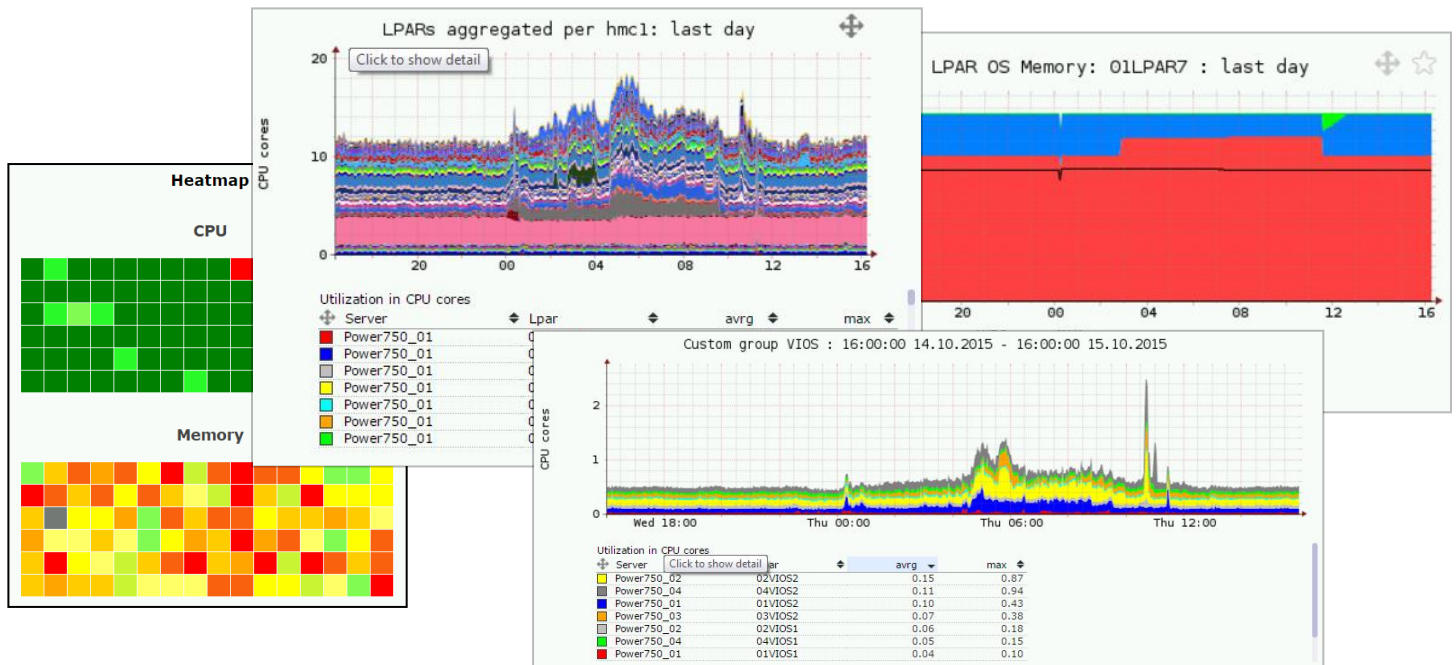 LPARs aggregated per hmc1: last day
Click to show detail
20
10
0
CPU cores
20 00 04 08 12 16
Utilization in CPU cores
Server Lpar avrg max
Power750_01
Power750_01
Power750_01
Power750_01
Power750_01
Power750_01
Power750_01
LPAR OS Memory: 01LPAR7 : last day
20 00 04 08 12 16
Heatmap
CPU
Memory
Custom group VIOS : 16:00:00 14.10.2015 - 16:00:00 15.10.2015
2
1
0
CPU cores
Wed 18:00 Thu 00:00 Thu 06:00 Thu 12:00
Utilization in CPU cores
Server Click to show detail ar avrg max
Power750_02 02VIOS2 0.15 0.87
Power750_04 04VIOS2 0.11 0.94
Power750_01 01VIOS2 0.10 0.43
Power750_03 03VIOS2 0.07 0.38
Power750_02 02VIOS1 0.06 0.18
Power750_04 04VIOS1 0.05 0.15
Power750_01 01VIOS1 0.04 0.10